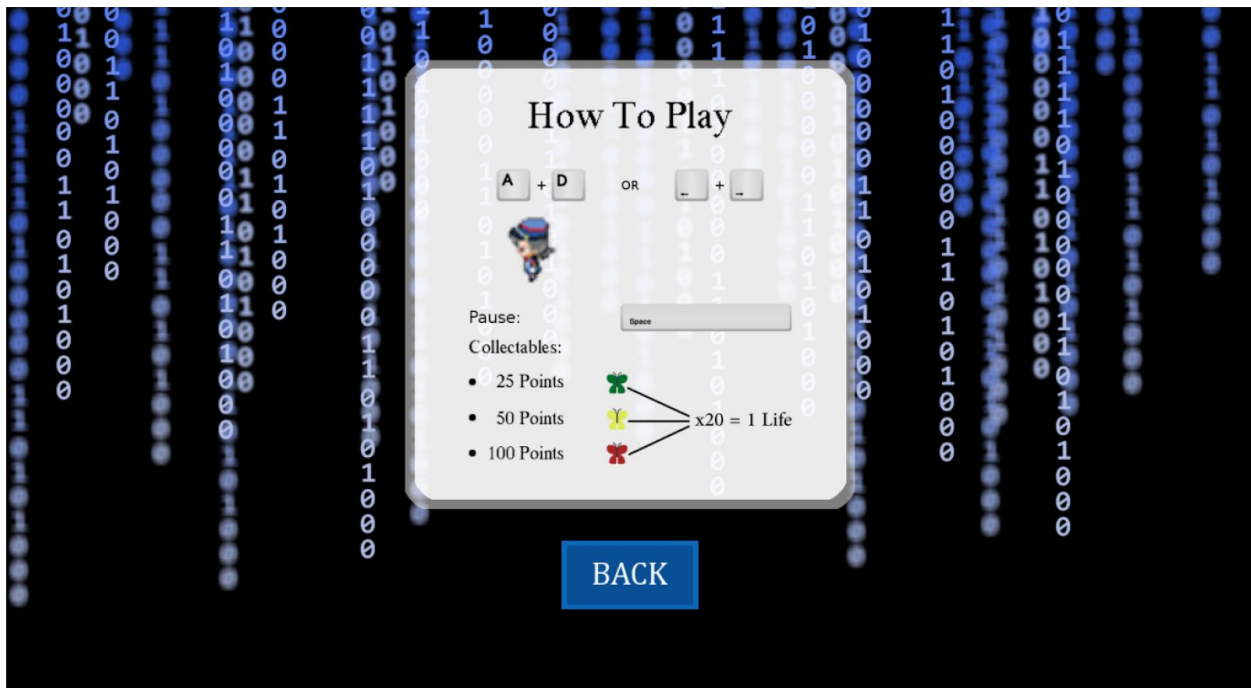 How To Play
A + D OR ← + →
Pause: Space
Collectables:
• 25 Points
• 50 Points
x20 = 1 Life
• 100 Points
BACK